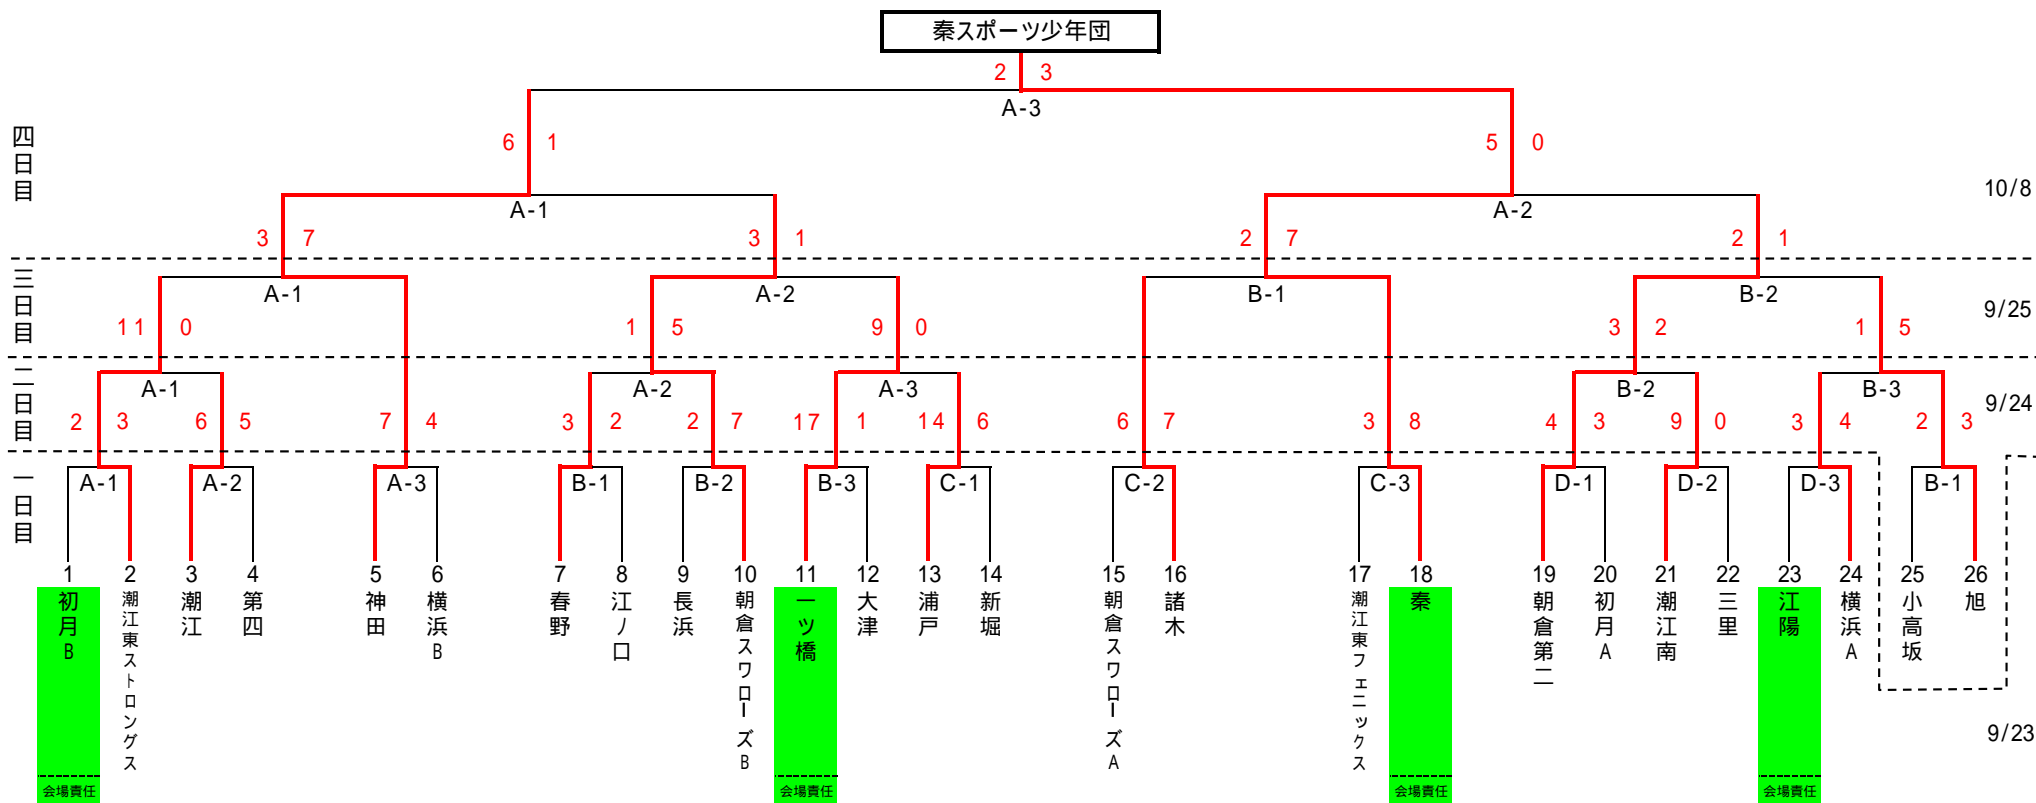 秦スポーツ少年団
2 3
A-3
四日目
6 1 5 0
10/8
A-1 A-2
3 7 3 1 2 7 2 1
三日目
A-1 A-2 B-1 B-2
9/25
11 0 1 5 9 0 3 2 1 5
二日目
A-1 A-2 A-3 B-2 B-3
9/24
2 3 6 5 7 4 3 2 2 7 17 1 14 6 6 7 3 8 4 3 9 0 3 4 2 3
一日目
A-1 A-2 A-3 B-1 B-2 B-3 C-1 C-2 C-3 D-1 D-2 D-3 B-1
1 2 3 4 5 6 7 8 9 10 11 12 13 14 15 16 17 18 19 20 21 22 23 24 25 26
初月B
潮江東ストロングス
潮江
第四
神田
横浜B
春野
江ノ口
長浜
朝倉スワローズB
一ツ橋
大津
浦戸
新堀
朝倉スワローズA
諸木
潮江東フェニックス
秦
朝倉第二
初月A
潮江南
三里
江陽
横浜A
小高坂
旭
9/23
会場責任 会場責任 会場責任 会場責任